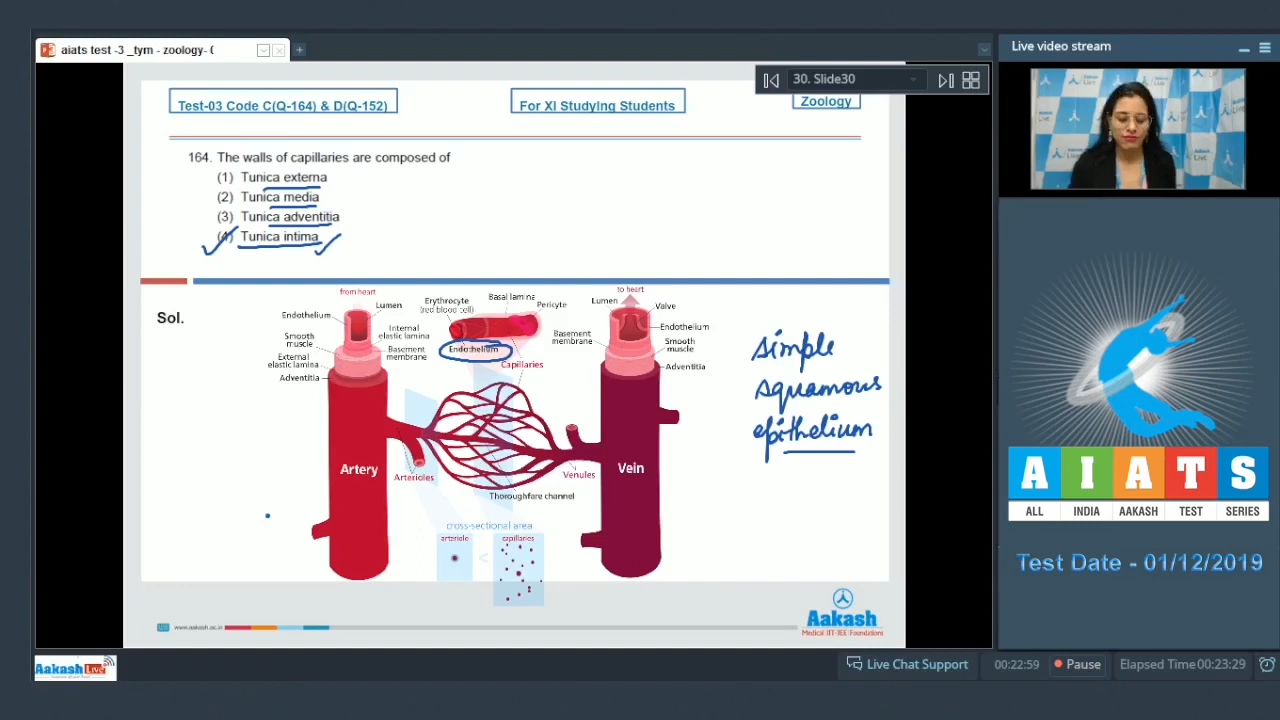 aiats test -3 _tym - zoology- (
Live video stream
30. Slide30
Test-03 Code C(Q-164) & D(Q-152)
For XI Studying Students
Zoology
164. The walls of capillaries are composed of
(1) Tunica externa
(2) Tunica media
(3) Tunica adventitia
(4) Tunica intima
Sol.
from heart
Lumen
Endothelium
Smooth muscle
Internal elastic lamina
External elastic lamina
Basement membrane
Adventitia
Erythrocyte (red blood cell)
Basal lamina
Pericyte
Endothelium
Capillaries
to heart
Lumen
Valve
Endothelium
Basement membrane
Smooth muscle
Adventitia
simple
squamous
epithelium
Artery
Arterioles
Venules
Vein
Thoroughfare channel
cross-sectional area
arteriole
<
capillaries
www.aakash.ac.in
Aakash
Medical|IIT-JEE|Foundations
A I A T S
ALL INDIA AAKASH TEST SERIES
Test Date - 01/12/2019
Aakash Live
Live Chat Support
00:22:59
Pause
Elapsed Time 00:23:29